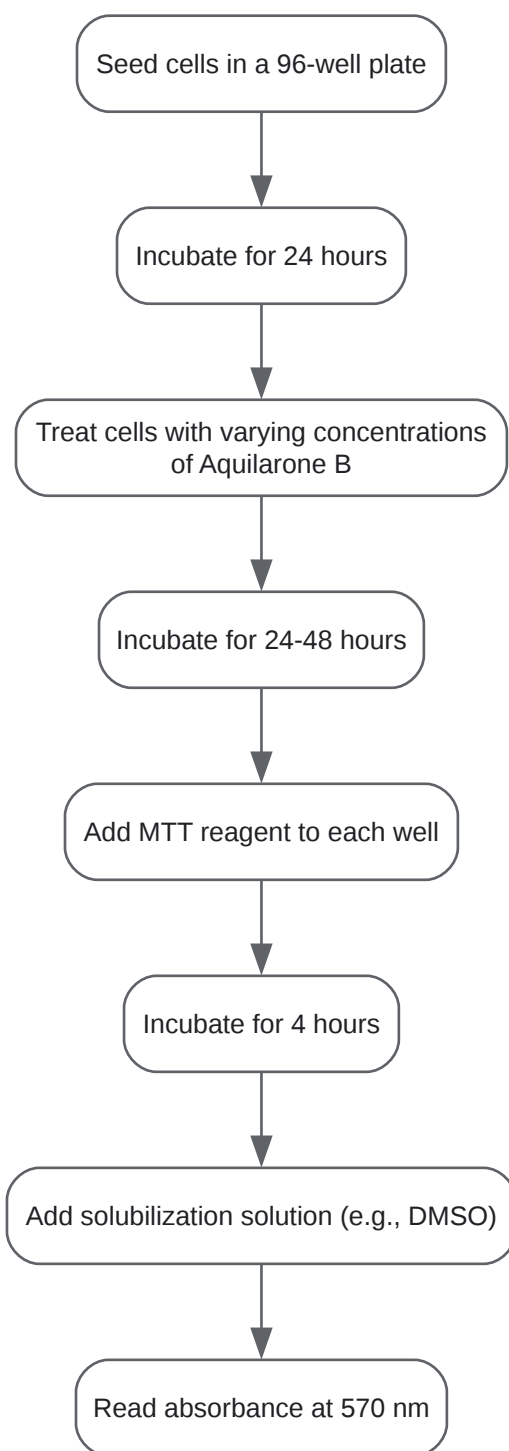 Seed cells in a 96-well plate
Incubate for 24 hours
Treat cells with varying concentrations
of Aquilarone B
Incubate for 24-48 hours
Add MTT reagent to each well
Incubate for 4 hours
Add solubilization solution (e.g., DMSO)
Read absorbance at 570 nm